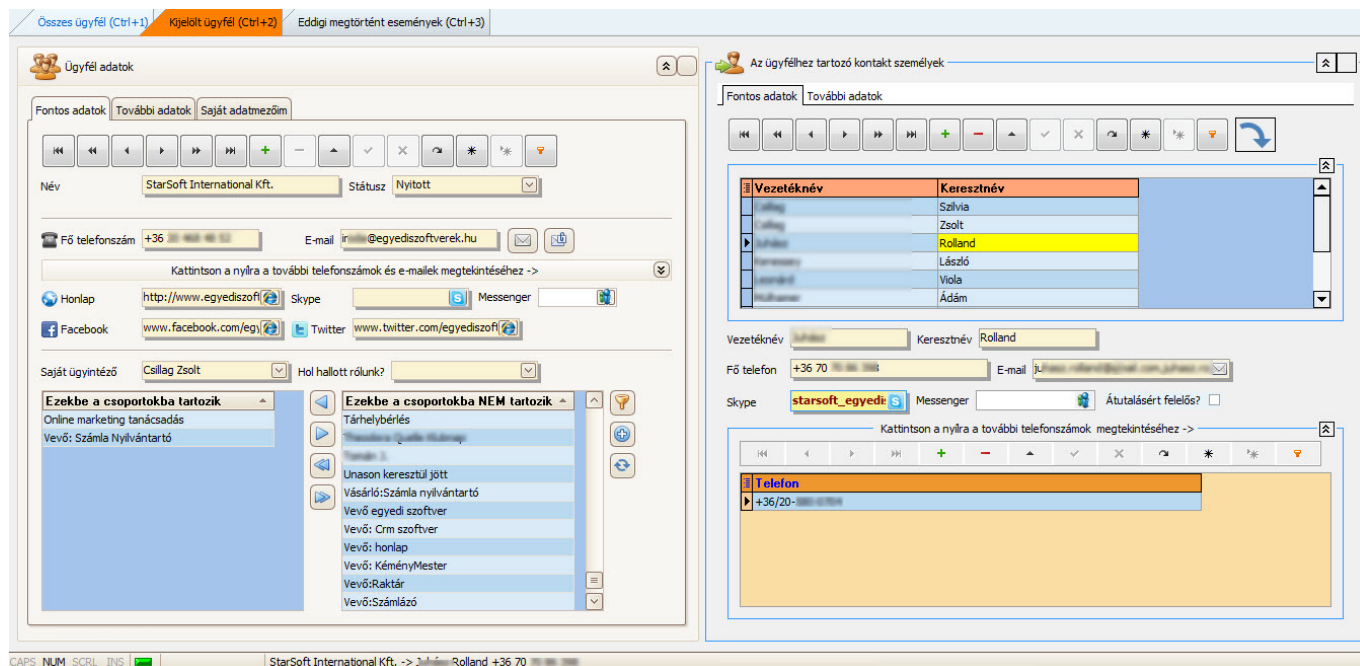 Összes ügyfél (Ctrl+1) Kijelölt ügyfél (Ctrl+2) Eddigi megtörtént események (Ctrl+3)
Ügyfél adatok
Fontos adatok További adatok Saját adatmezőim
Név StarSoft International Kft. Státusz Nyitott
Fő telefonszám +36 E-mail @egyediszoftverek.hu
Kattintson a nyílra a további telefonszámok és e-mailek megtekintéséhez ->
Honlap http://www.egyediszoft Skype Messenger
Facebook www.facebook.com/egy Twitter www.twitter.com/egyediszoft
Saját ügyintéző Csillag Zsolt Hol hallott rólunk?
Ezekbe a csoportokba tartozik
Online marketing tanácsadás
Vevő: Számla Nyilvántartó
Ezekbe a csoportokba NEM tartozik
Tárhelybérlés
Unason keresztül jött
Vásárló:Számla nyilvántartó
Vevő egyedi szoftver
Vevő: Crm szoftver
Vevő: honlap
Vevő: KéményMester
Vevő:Raktár
Vevő:Számlázó
Az ügyfélhez tartozó kontakt személyek
Fontos adatok További adatok
Vezetéknév Keresztnév
Szilvia
Zsolt
Rolland
László
Viola
Ádám
Vezetéknév Keresztnév Rolland
Fő telefon +36 70 E-mail
Skype starsoft_egyedi Messenger Átutalásért felelős?
Kattintson a nyílra a további telefonszámok megtekintéséhez ->
Telefon
+36/20-
CAPS NUM SCRL INS StarSoft International Kft. -> Rolland +36 70